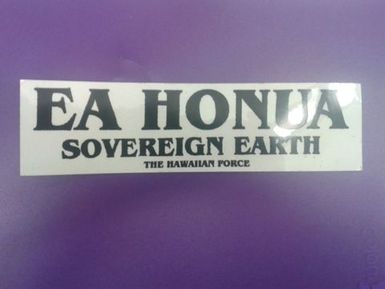 EA HONUA
SOVEREIGN EARTH
THE HAWAIIAN FORCE